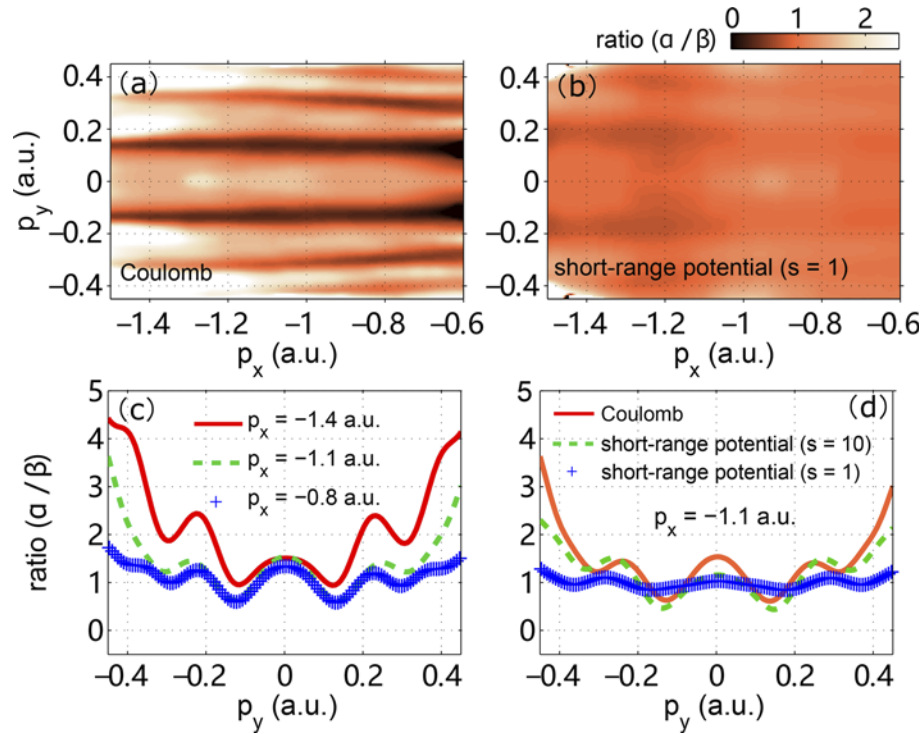 0 1 2
ratio (α/β)
(a)
(b)
0.4
0.2
0
−0.2
−0.4
p_y (a.u.)
Coulomb
short-range potential (s = 1)
−1.4 −1.2 −1 −0.8 −0.6
−1.4 −1.2 −1 −0.8 −0.6
p_x (a.u.)
p_x (a.u.)
5
4
3
2
1
0
ratio (α/β)
(c)
p_x = −1.4 a.u.
p_x = −1.1 a.u.
p_x = −0.8 a.u.
(d)
Coulomb
short-range potential (s = 10)
short-range potential (s = 1)
p_x = −1.1 a.u.
−0.4 −0.2 0 0.2 0.4
−0.4 −0.2 0 0.2 0.4
p_y (a.u.)
p_y (a.u.)